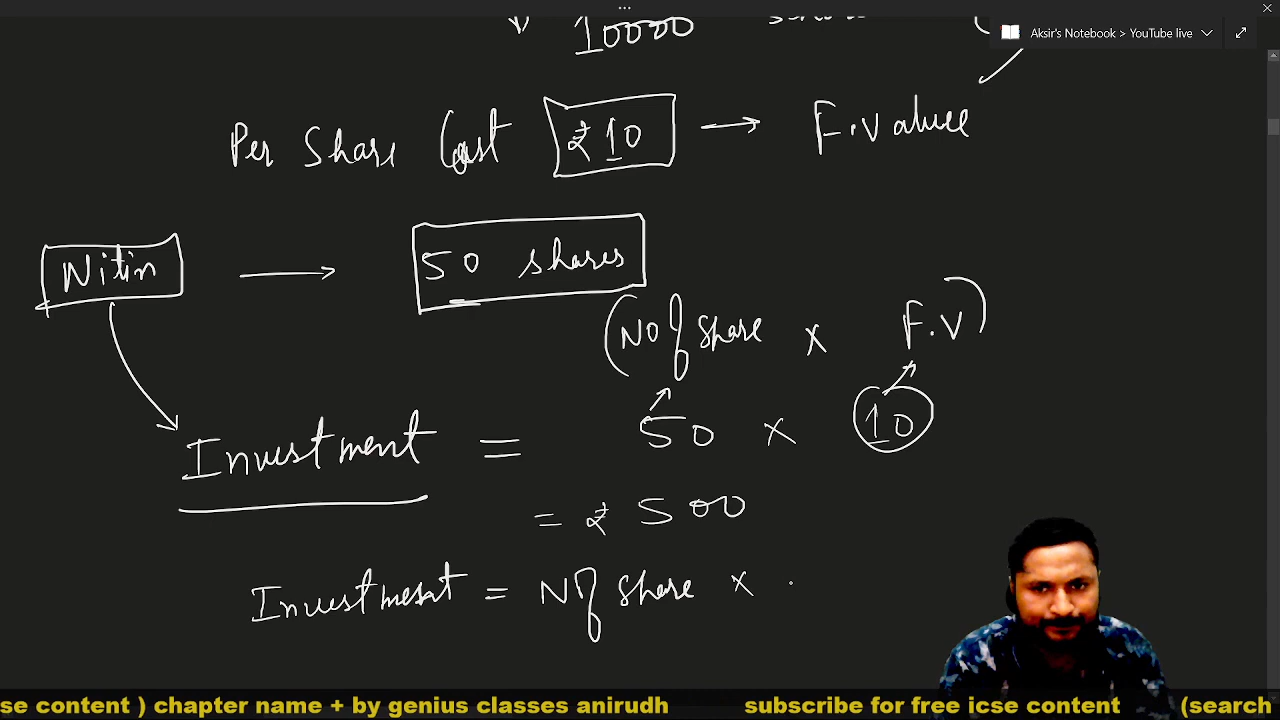 10000
Aksir's Notebook > YouTube live
Per Share Cost ₹10 → F.Value
Nitin → 50 shares
(No of share x F.V)
Investment = 50 x 10
= ₹ 500
Investment = N of share x
se content ) chapter name + by genius classes anirudh subscribe for free icse content (search